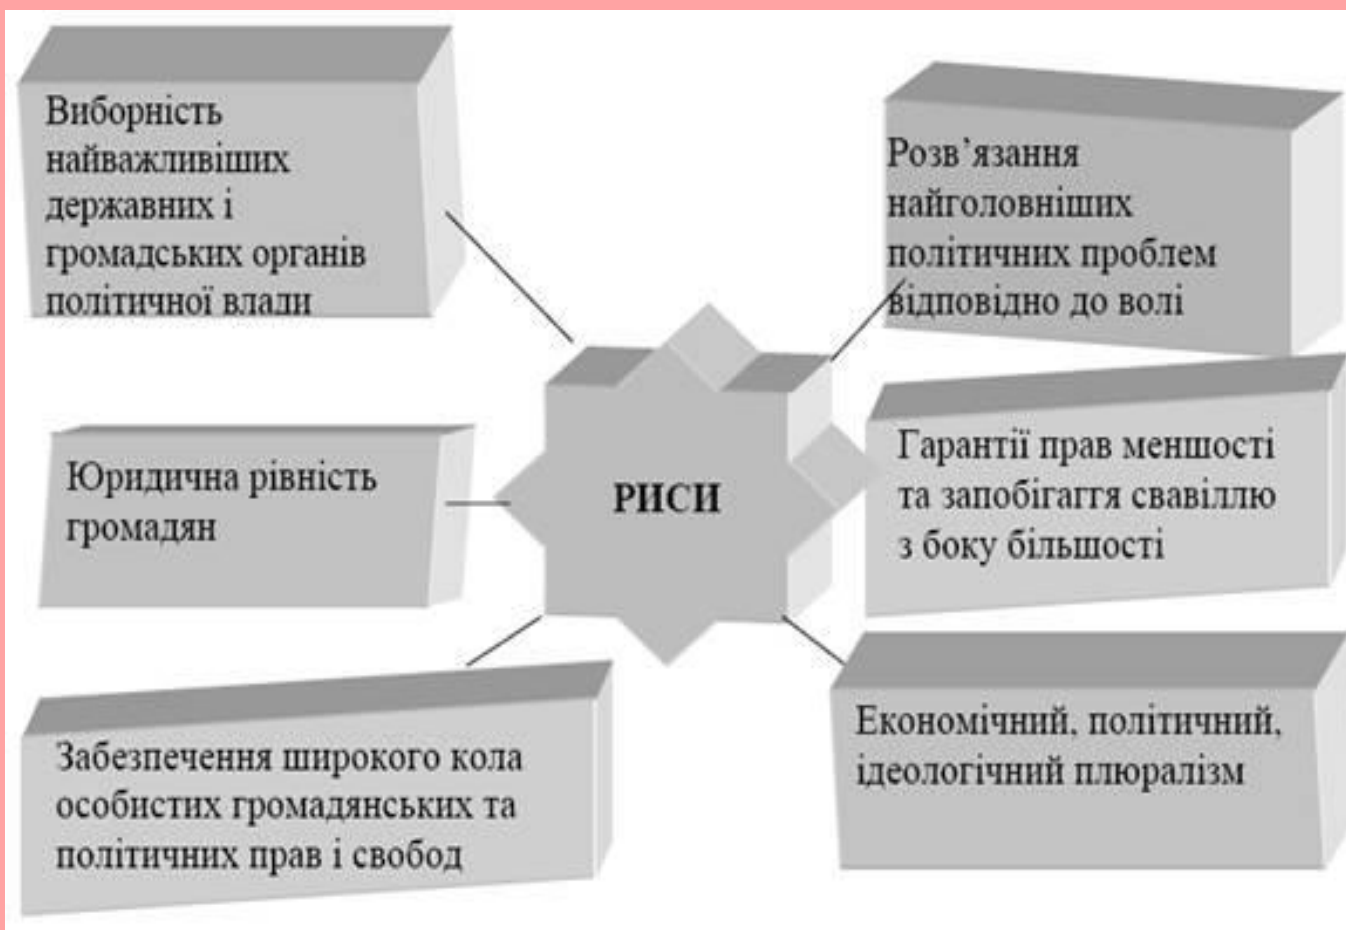 Виборність
найважливіших
державних і
громадських органів
політичної влади
Розв’язання
найголовніших
політичних проблем
відповідно до волі
Юридична рівність
громадян
РИСИ
Гарантії прав меншості
та запобігаггя свавіллю
з боку більшості
Забезпечення широкого кола
особистих громадянських та
політичних прав і свобод
Економічний, політичний,
ідеологічний плюралізм